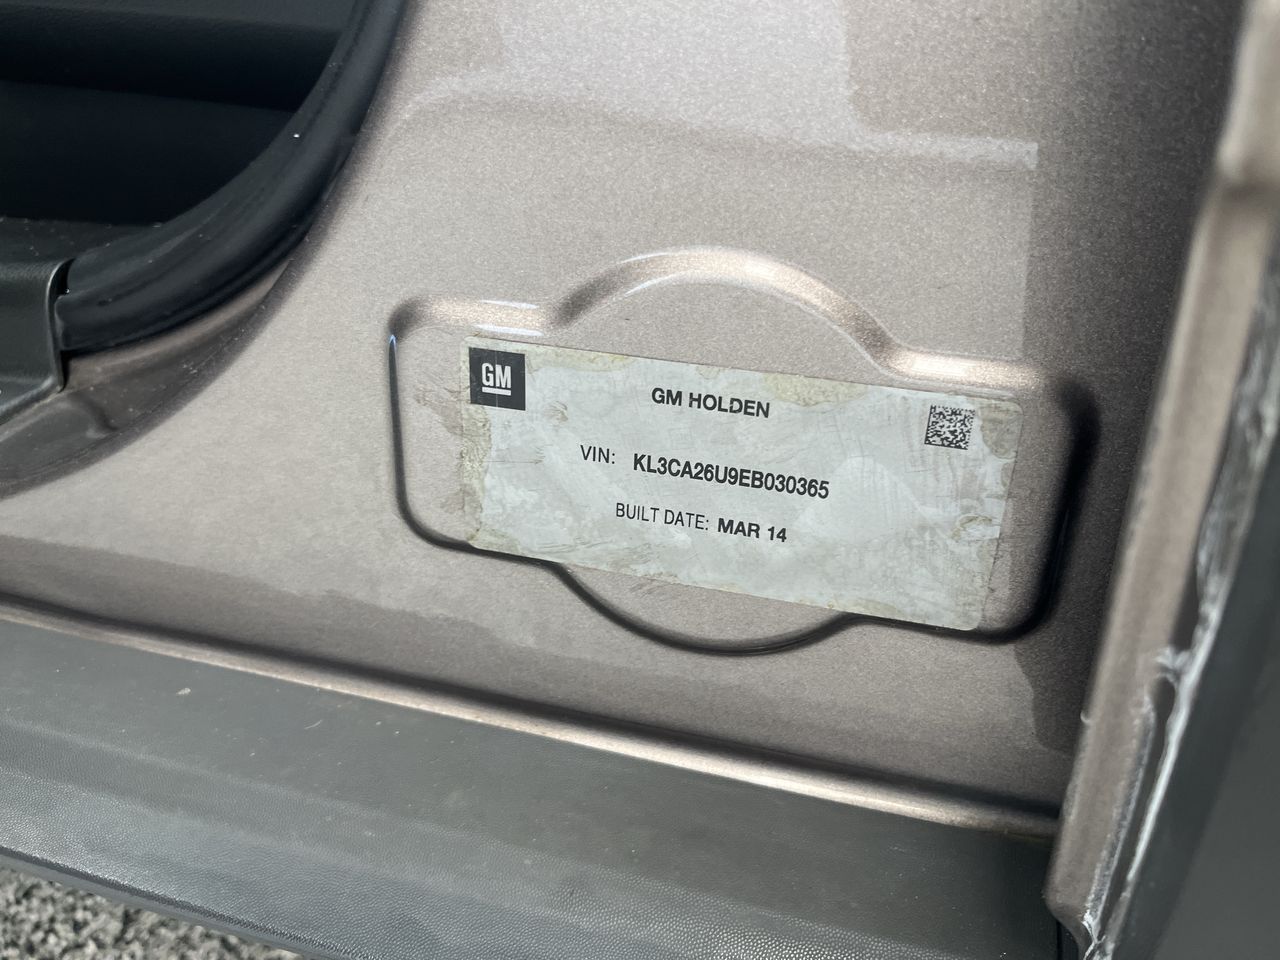 GM
GM HOLDEN
VIN: KL3CA26U9EB030365
BUILT DATE: MAR 14